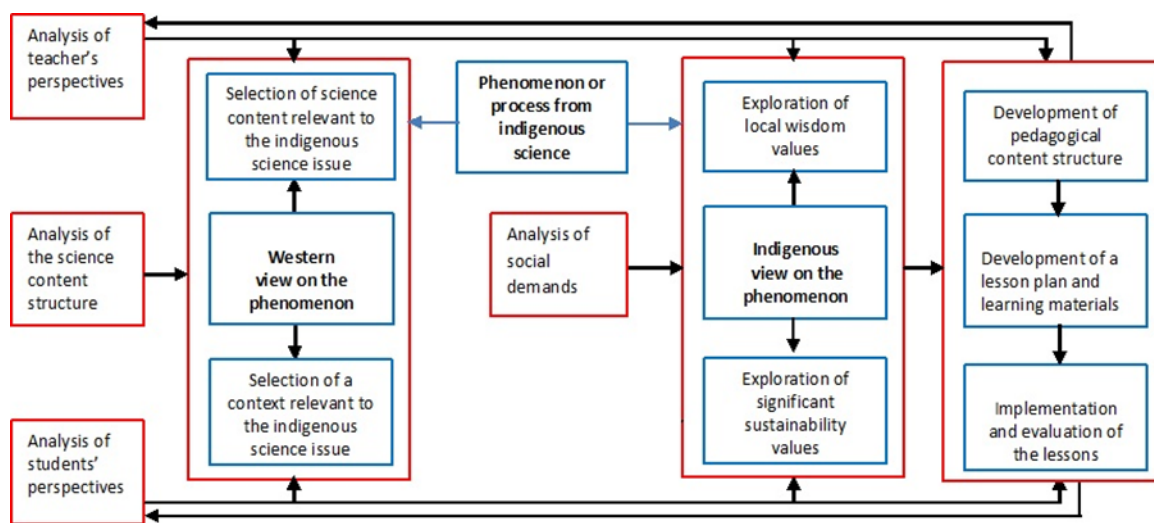 Analysis of
teacher's
perspectives
Selection of science
content relevant to
the indigenous
science issue
Phenomenon or
process from
indigenous
science
Exploration of
local wisdom
values
Development of
pedagogical
content structure
Analysis of
the science
content
structure
Western
view on the
phenomenon
Analysis of
social
demands
Indigenous
view on the
phenomenon
Development of a
lesson plan and
learning materials
Selection of a
context relevant to
the indigenous
science issue
Exploration of
significant
sustainability
values
Implementation
and evaluation of
the lessons
Analysis of
students'
perspectives